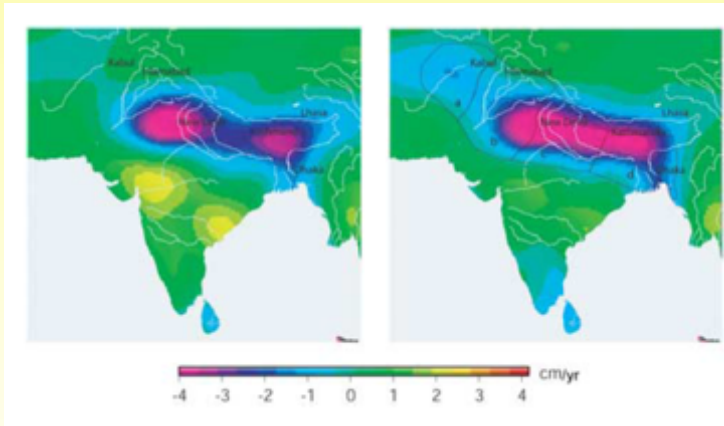 Kabul
Islamabad
Lhasa
New Delhi
Kathmandu
Dhaka
Kabul
Islamabad
a
Lhasa
New Delhi
b
Kathmandu
c
d
Dhaka
cm/yr
-4 -3 -2 -1 0 1 2 3 4